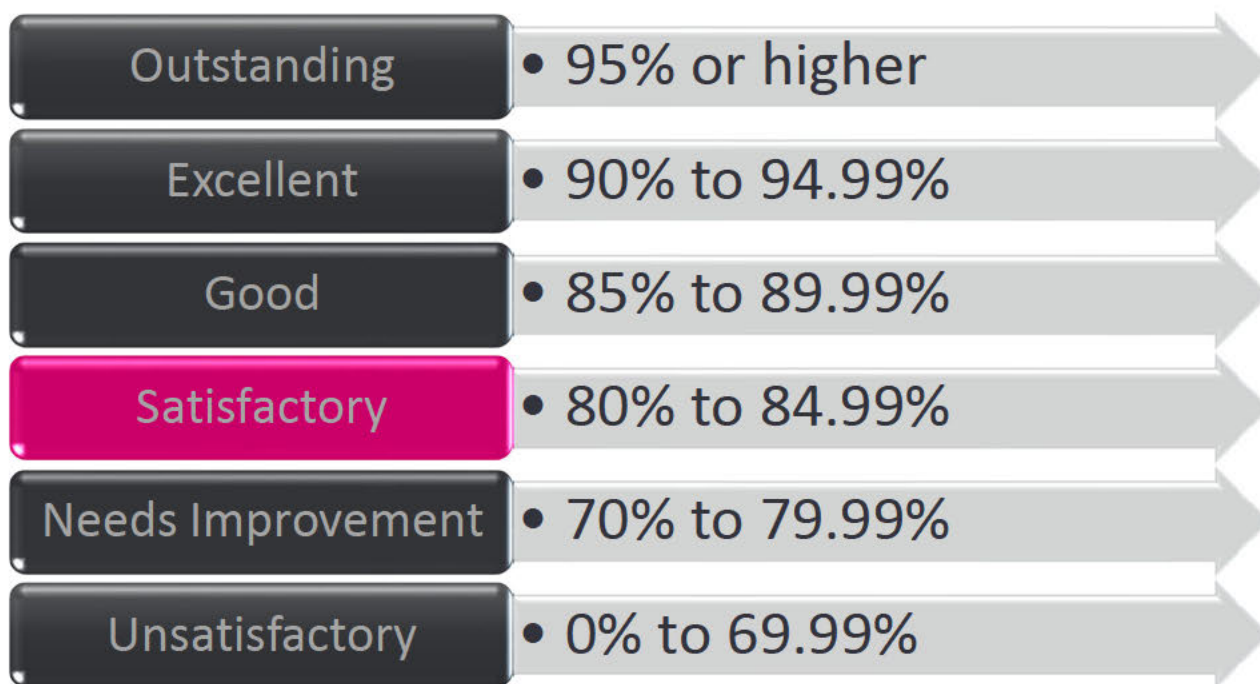 Outstanding • 95% or higher
Excellent • 90% to 94.99%
Good • 85% to 89.99%
Satisfactory • 80% to 84.99%
Needs Improvement • 70% to 79.99%
Unsatisfactory • 0% to 69.99%